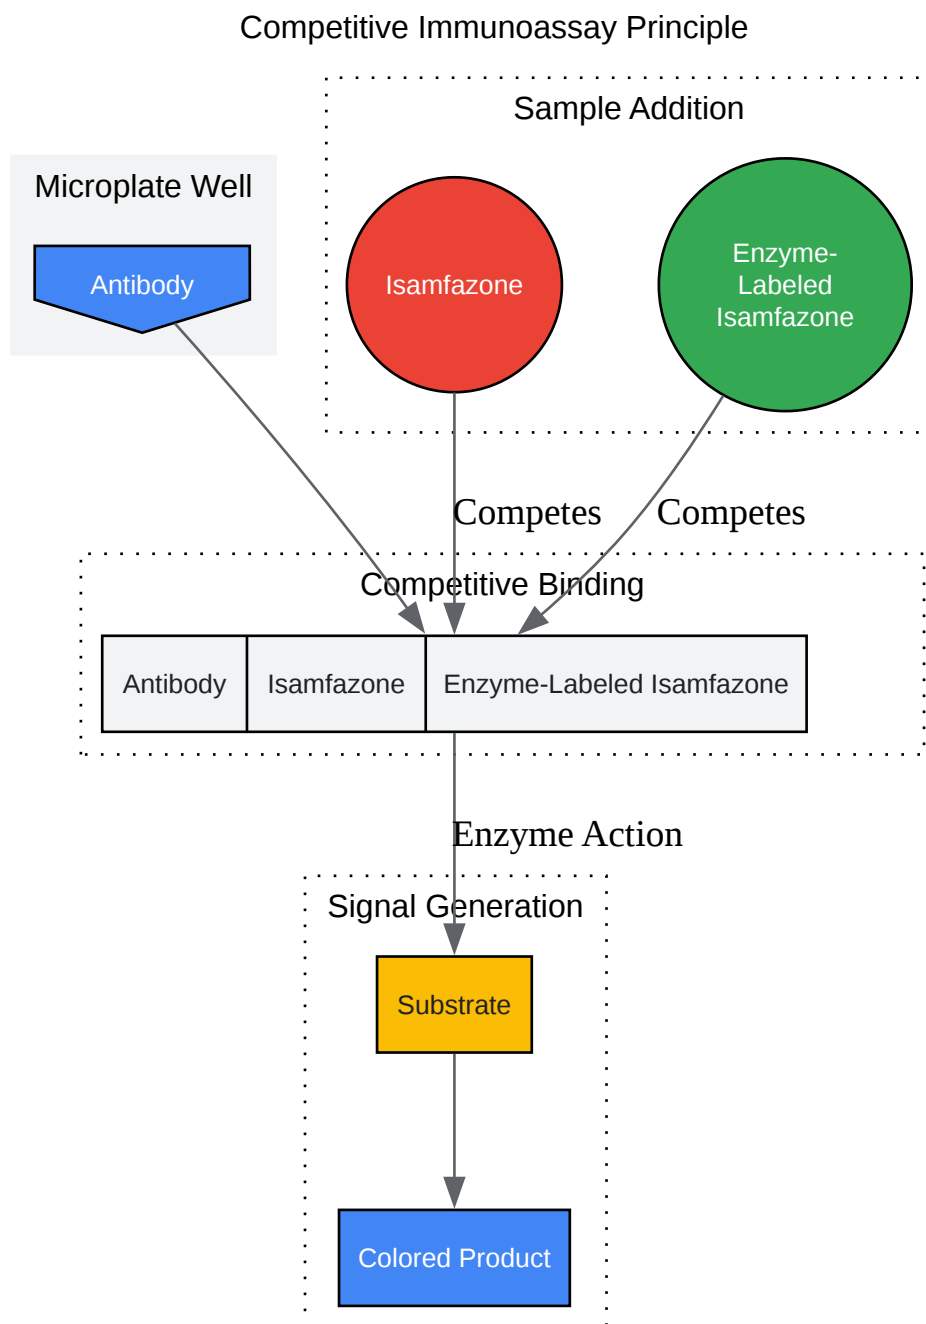 Competitive Immunoassay Principle
Sample Addition
Microplate Well
Antibody
Isamfazone
Enzyme-
Labeled
Isamfazone
Competes
Competes
Competitive Binding
Antibody
Isamfazone
Enzyme-Labeled Isamfazone
Enzyme Action
Signal Generation
Substrate
Colored Product